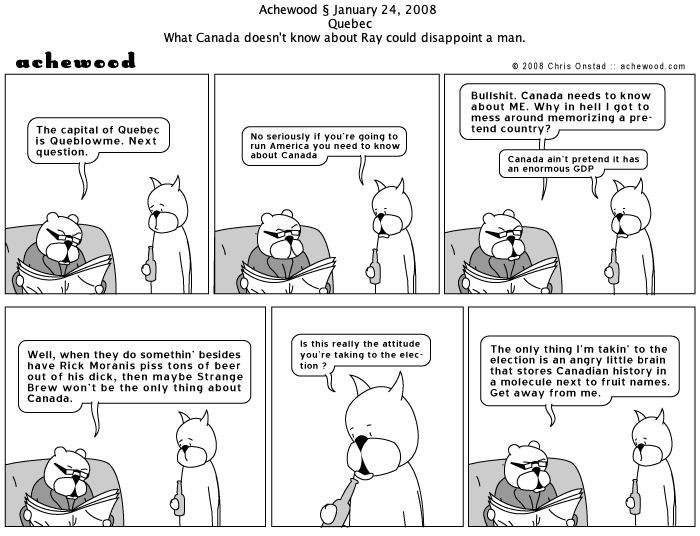 Achewood § January 24, 2008
Quebec
What Canada doesn't know about Ray could disappoint a man.
achewood
© 2008 Chris Onstad :: achewood.com
The capital of Quebec
is Queblowme. Next
question.
No seriously if you're going to
run America you need to know
about Canada
Bullshit. Canada needs to know
about ME. Why in hell I got to
mess around memorizing a pre-
tend country?
Canada ain't pretend it has
an enormous GDP
Well, when they do somethin' besides
have Rick Moranis piss tons of beer
out of his dick, then maybe Strange
Brew won't be the only thing about
Canada.
Is this really the attitude
you're taking to the elec-
tion ?
The only thing I'm takin' to the
election is an angry little brain
that stores Canadian history in
a molecule next to fruit names.
Get away from me.